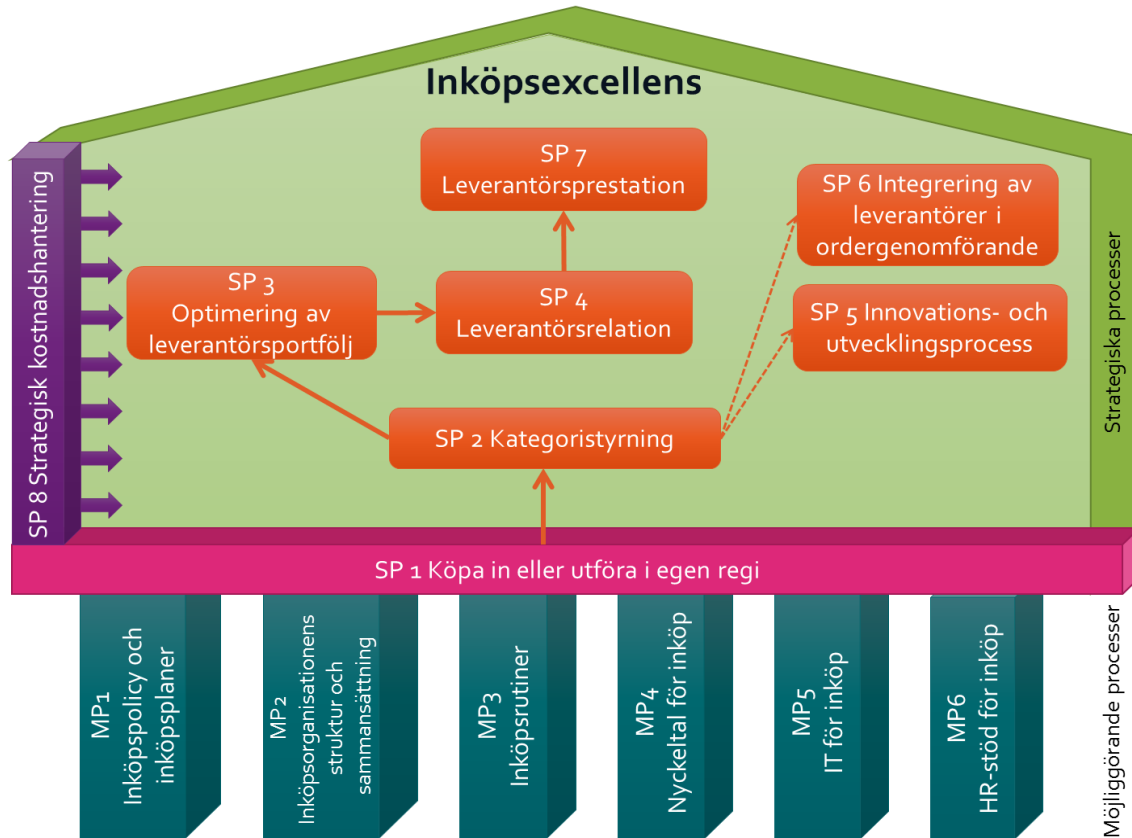 Inköpsexcellens
SP 7
Leverantörsprestation
SP 6 Integrering av
leverantörer i
ordergenomförande
SP 3
Optimering av
leverantörsportfölj
SP 4
Leverantörsrelation
SP 5 Innovations- och
utvecklingsprocess
SP 2 Kategoristyrning
SP 8 Strategisk kostnadshantering
Strategiska processer
SP 1 Köpa in eller utföra i egen regi
MP1
Inköpspolicy och
inköpsplaner
MP2
Inköpsorganisationens
struktur och
sammansättning
MP3
Inköpsrutiner
MP4
Nyckeltal för inköp
MP5
IT för inköp
MP6
HR-stöd för inköp
Möjliggörande processer